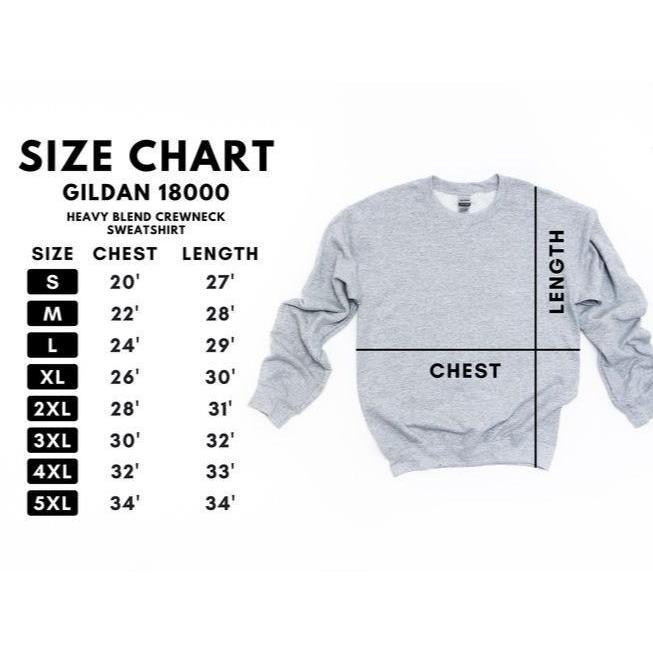 SIZE CHART
GILDAN 18000
HEAVY BLEND CREWNECK
SWEATSHIRT
SIZE CHEST LENGTH
S 20' 27'
M 22' 28'
L 24' 29'
XL 26' 30'
2XL 28' 31'
3XL 30' 32'
4XL 32' 33'
5XL 34' 34'
LENGTH
CHEST